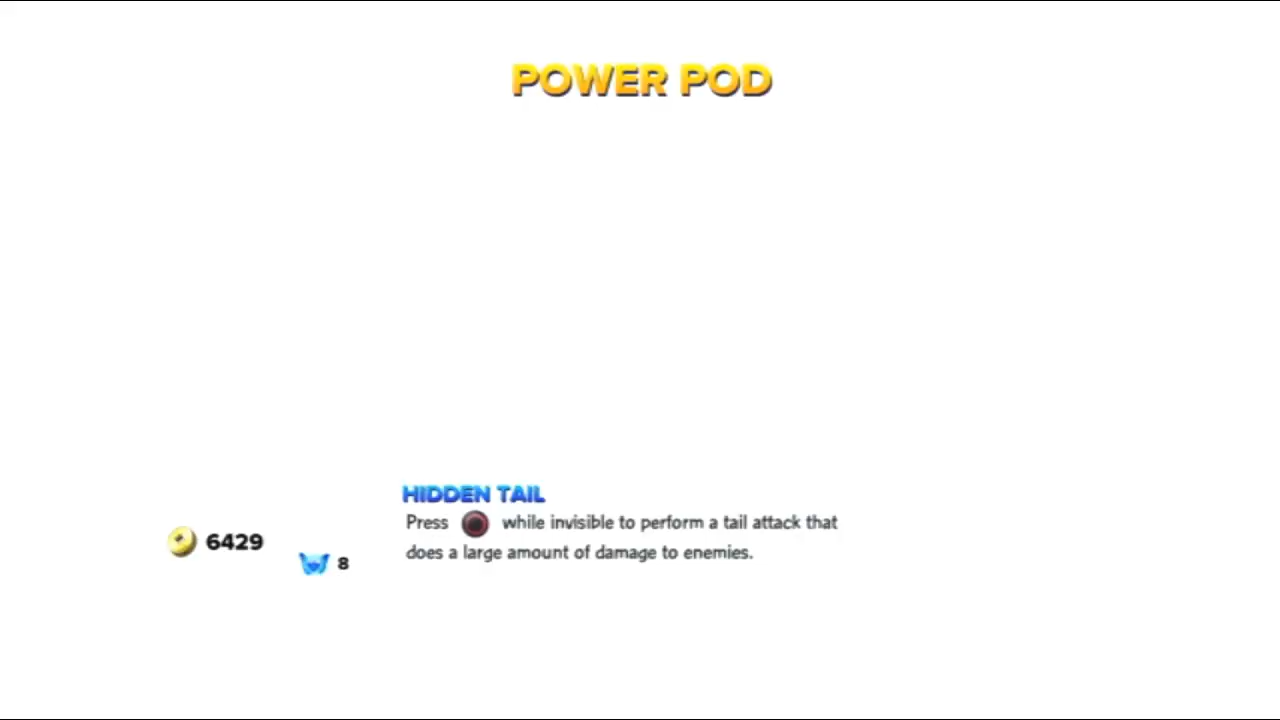 POWER POD
HIDDEN TAIL
Press while invisible to perform a tail attack that
does a large amount of damage to enemies.
6429
8